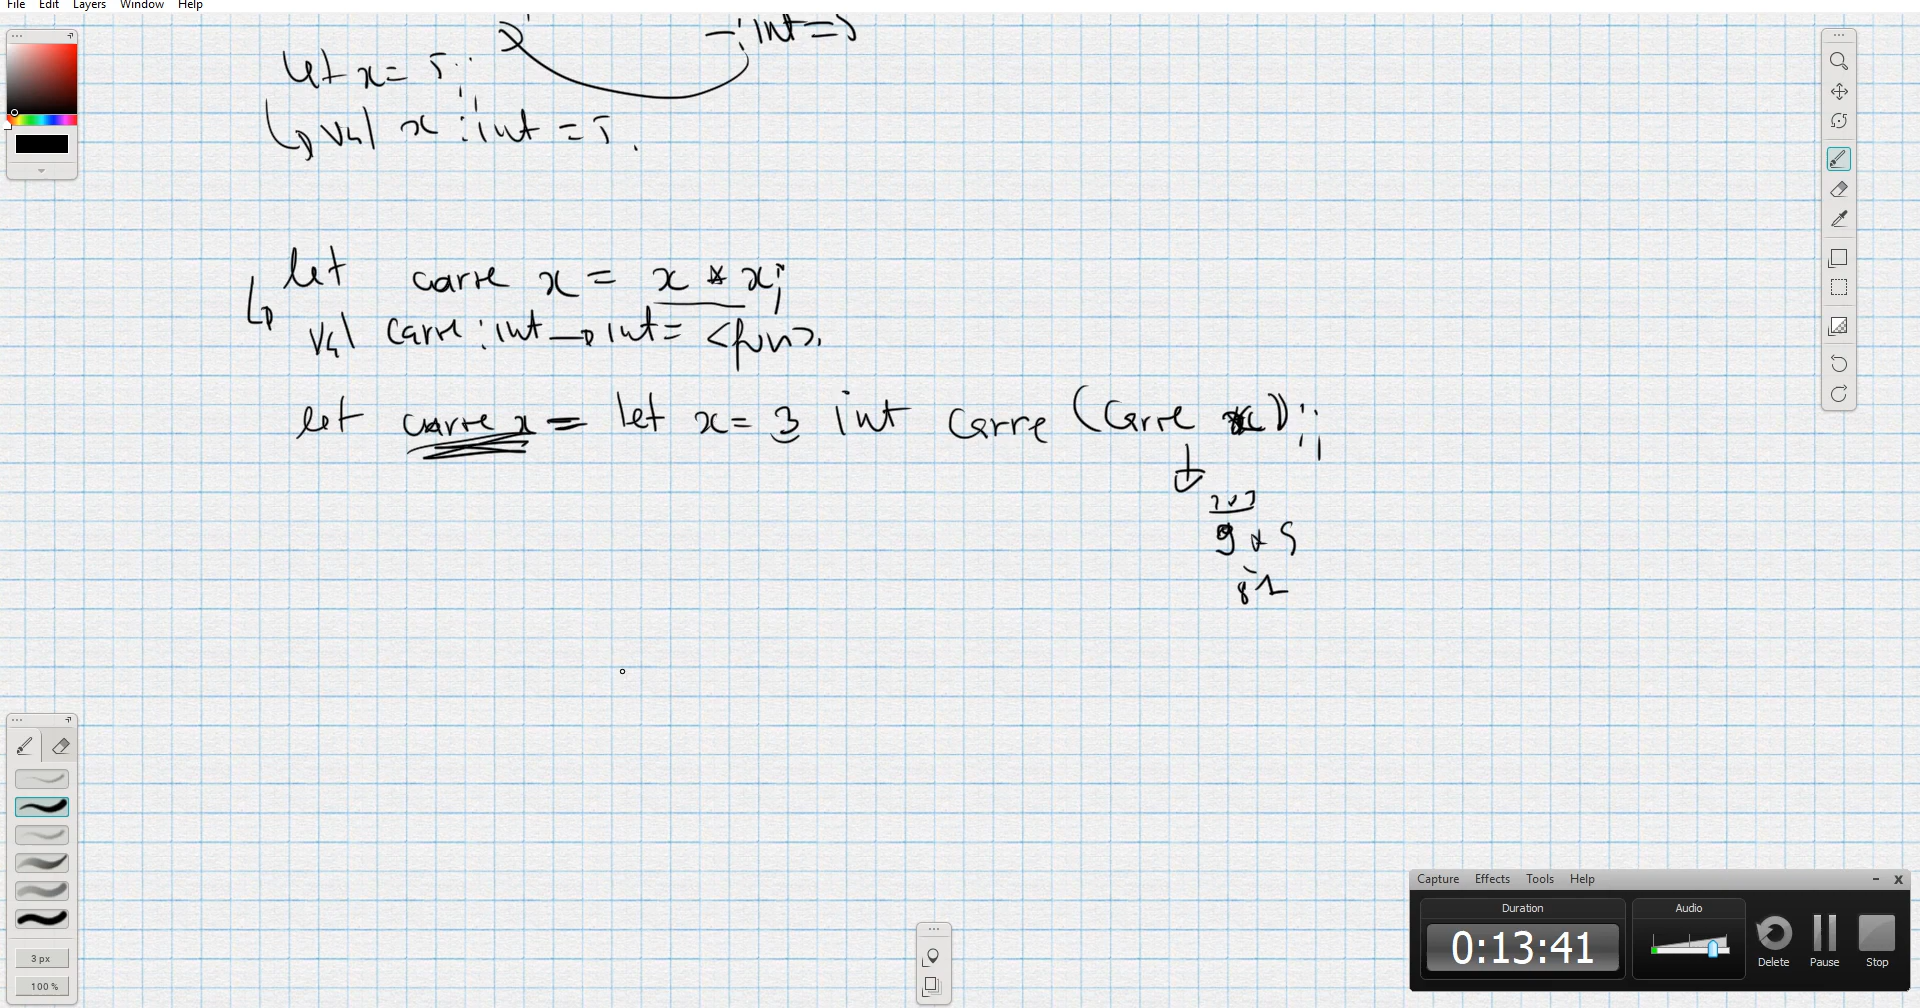 File Edit Layers Window Help
- : int = 5
let x = 5;;
val x : int = 5.
let carre x = x * x;
val carre : int → int = <fun>.
let carre x = let x = 3 int carre (carre x);;
9 * 9
81
Capture Effects Tools Help
Duration Audio
0:13:41
Delete Pause Stop
3 px
100 %